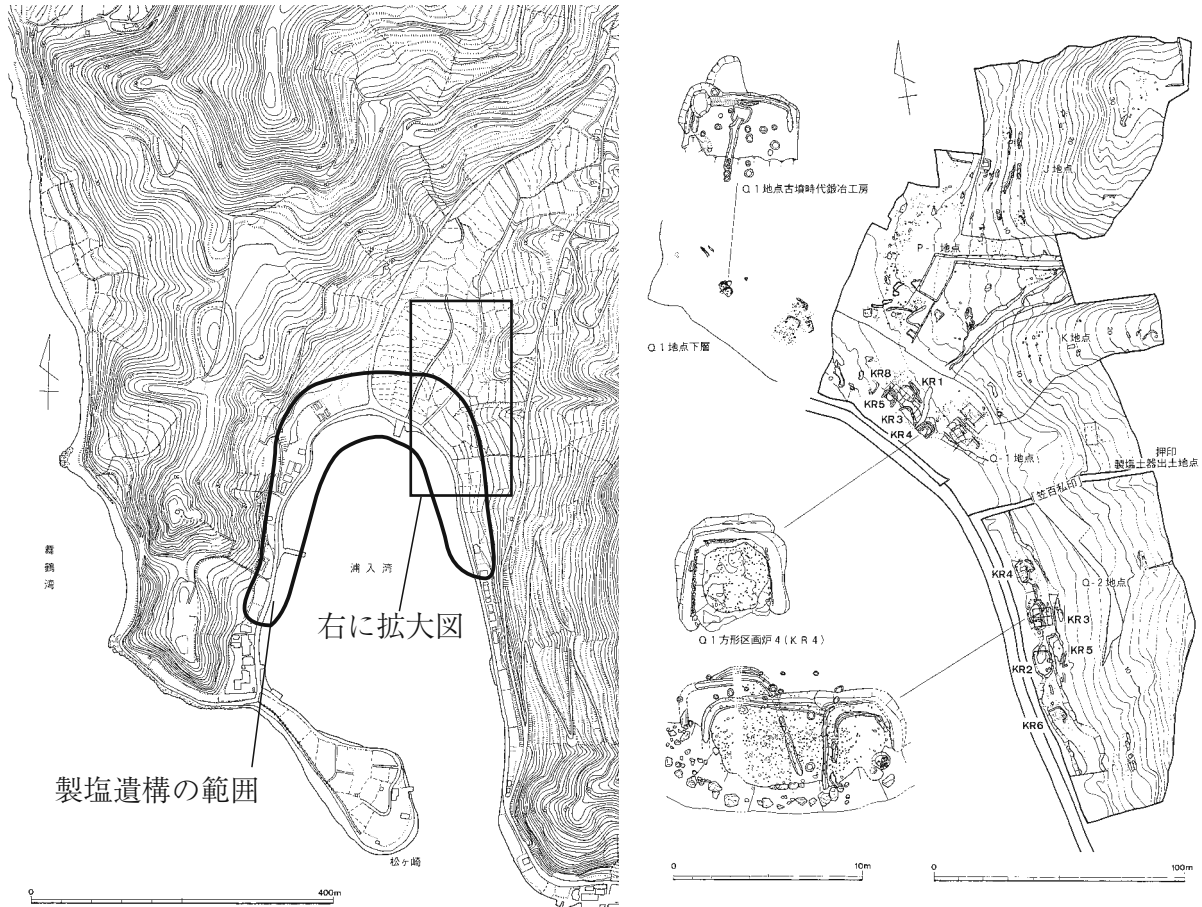 舞鶴湾
浦入湾
右に拡大図
製塩遺構の範囲
松ヶ崎
0
400m
Q1地点古墳時代鍛冶工房
Q1地点下層
J地点
P-1地点
K地点
KR8
KR1
KR5
KR3
KR4
Q-1地点
押印
製塩土器出土地点
「笠百私印」
Q1方形区画炉4(KR4)
KR4
Q-2地点
KR3
KR5
KR2
KR6
0
10m
0
100m